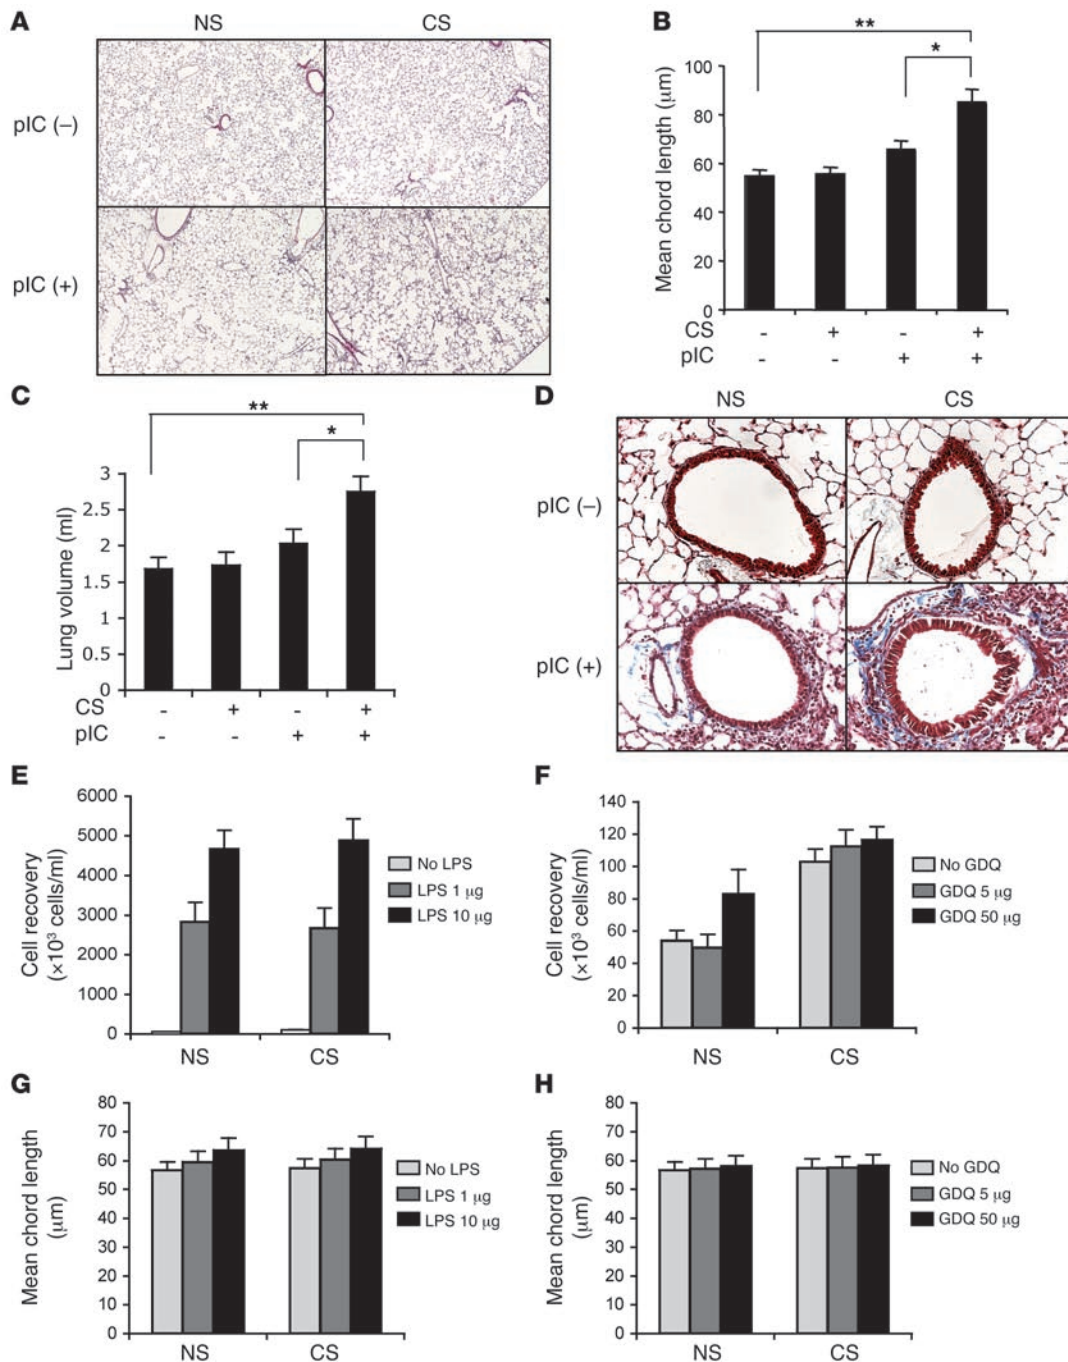 A
NS
CS
pIC (–)
pIC (+)
B
**
*
Mean chord length (μm)
100
80
60
40
20
0
CS
- + - +
pIC
- - + +
C
**
*
Lung volume (ml)
3
2.5
2
1.5
1
0.5
0
CS
- + - +
pIC
- - + +
D
NS
CS
pIC (–)
pIC (+)
E
Cell recovery
(×10³ cells/ml)
6000
5000
4000
3000
2000
1000
0
NS
CS
No LPS
LPS 1 μg
LPS 10 μg
F
Cell recovery
(×10³ cells/ml)
140
120
100
80
60
40
20
0
NS
CS
No GDQ
GDQ 5 μg
GDQ 50 μg
G
Mean chord length
(μm)
80
70
60
50
40
30
20
10
0
NS
CS
No LPS
LPS 1 μg
LPS 10 μg
H
Mean chord length
(μm)
80
70
60
50
40
30
20
10
0
NS
CS
No GDQ
GDQ 5 μg
GDQ 50 μg